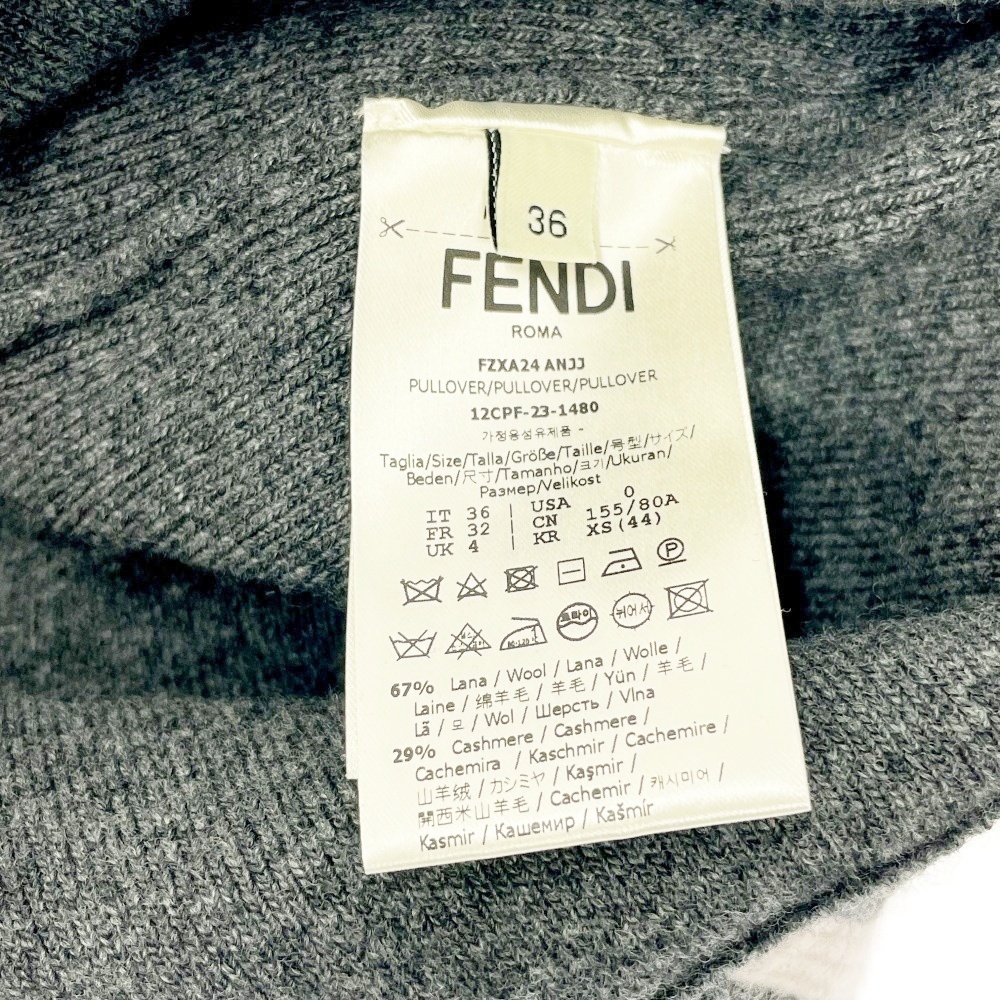 36
FENDI
ROMA
FZXA24 ANJJ
PULLOVER/PULLOVER/PULLOVER
12CPF-23-1480
가정용섬유제품 -
Taglia/Size/Talla/Größe/Taille/号型/サイズ/
Beden/尺寸/Tamanho/크기/Ukuran/
Размер/Velikost
IT 36 | USA 0
FR 32 | CN 155/80A
UK 4 | KR XS(44)
P
드라이
퀴어서
67% Lana / Wool / Lana / Wolle /
Laine / 绵羊毛 / 羊毛 / Yün / 羊毛 /
Lã / 모 / Wol / Шерсть / Vlna
29% Cashmere / Cashmere /
Cachemira / Kaschmir / Cachemire /
山羊绒 / カシミヤ / Kaşmir /
開西米山羊毛 / Cachemir / 캐시미어 /
Kasmir / Кашемир / Kašmír